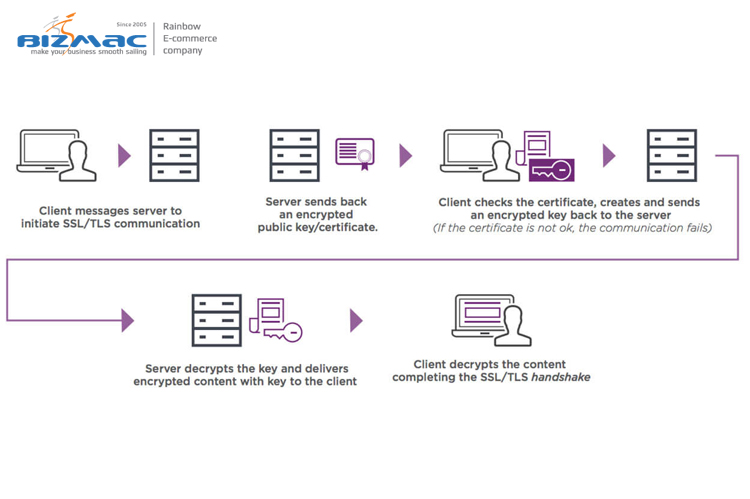 Since 2005
BIZMAC
make your business smooth sailing
Rainbow
E-commerce
company
Client messages server to
initiate SSL/TLS communication
Server sends back
an encrypted
public key/certificate.
Client checks the certificate, creates and sends
an encrypted key back to the server
(If the certificate is not ok, the communication fails)
Server decrypts the key and delivers
encrypted content with key to the client
Client decrypts the content
completing the SSL/TLS handshake